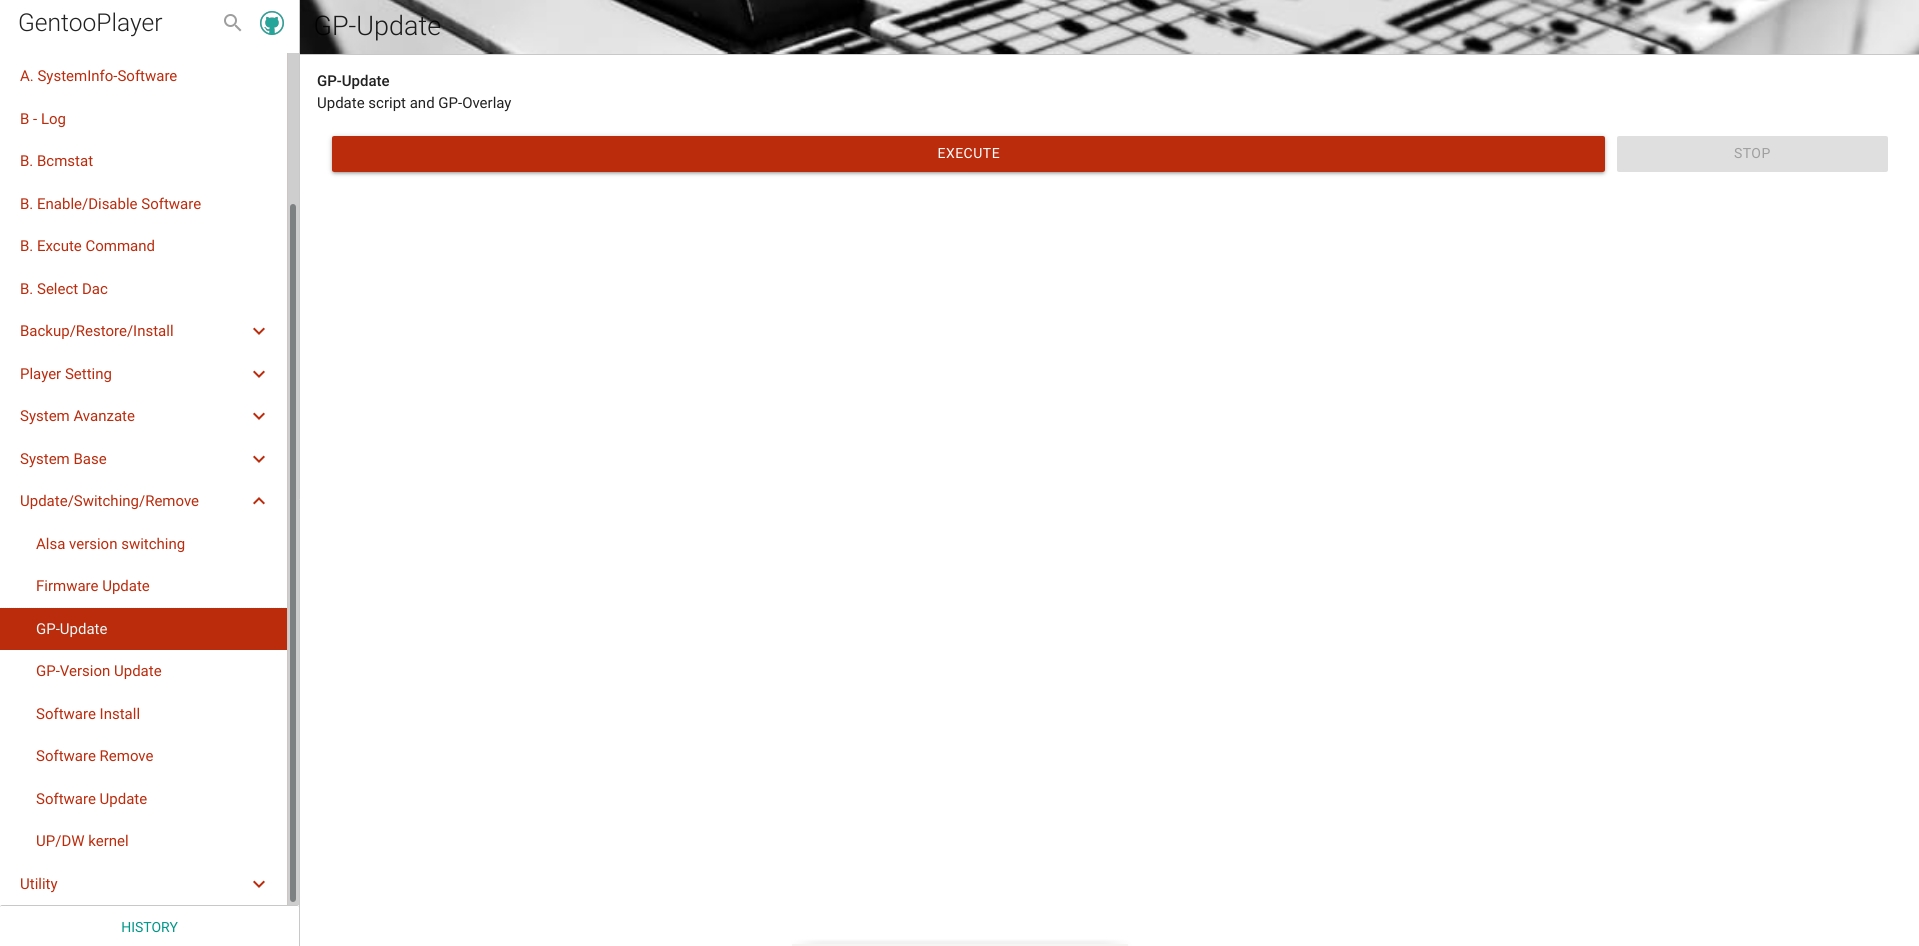 GentooPlayer
GP-Update
A. SystemInfo-Software
B - Log
B. Bcmstat
B. Enable/Disable Software
B. Excute Command
B. Select Dac
Backup/Restore/Install
Player Setting
System Avanzate
System Base
Update/Switching/Remove
Alsa version switching
Firmware Update
GP-Update
GP-Version Update
Software Install
Software Remove
Software Update
UP/DW kernel
Utility
HISTORY
GP-Update
Update script and GP-Overlay
EXECUTE
STOP